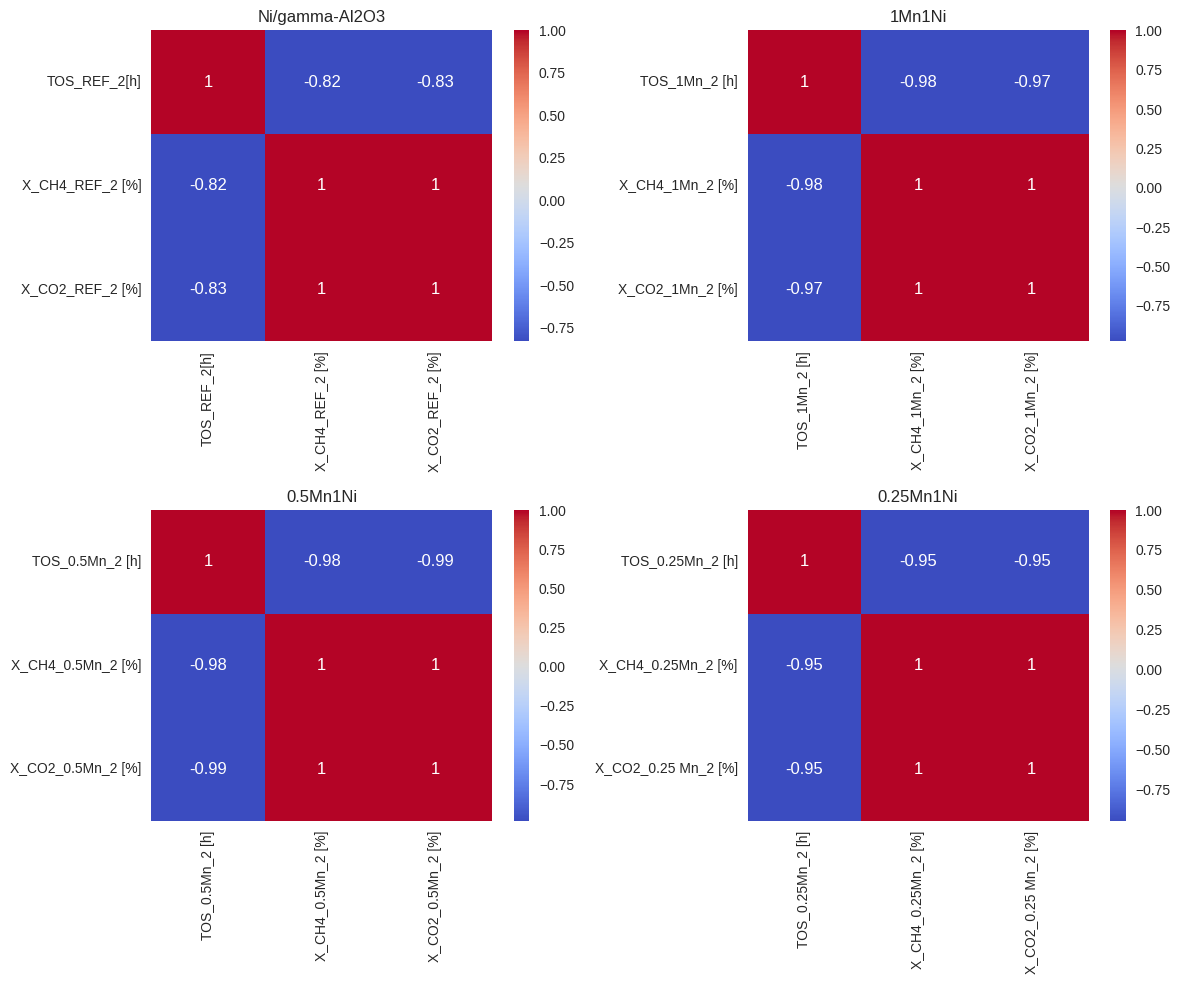 Ni/gamma-Al2O3
TOS_REF_2[h]
1
-0.82
-0.83
X_CH4_REF_2 [%]
-0.82
1
1
X_CO2_REF_2 [%]
-0.83
1
1
TOS_REF_2[h]
X_CH4_REF_2 [%]
X_CO2_REF_2 [%]
1.00
0.75
0.50
0.25
0.00
−0.25
−0.50
−0.75
1Mn1Ni
TOS_1Mn_2 [h]
1
-0.98
-0.97
X_CH4_1Mn_2 [%]
-0.98
1
1
X_CO2_1Mn_2 [%]
-0.97
1
1
TOS_1Mn_2 [h]
X_CH4_1Mn_2 [%]
X_CO2_1Mn_2 [%]
1.00
0.75
0.50
0.25
0.00
−0.25
−0.50
−0.75
0.5Mn1Ni
TOS_0.5Mn_2 [h]
1
-0.98
-0.99
X_CH4_0.5Mn_2 [%]
-0.98
1
1
X_CO2_0.5Mn_2 [%]
-0.99
1
1
TOS_0.5Mn_2 [h]
X_CH4_0.5Mn_2 [%]
X_CO2_0.5Mn_2 [%]
1.00
0.75
0.50
0.25
0.00
−0.25
−0.50
−0.75
0.25Mn1Ni
TOS_0.25Mn_2 [h]
1
-0.95
-0.95
X_CH4_0.25Mn_2 [%]
-0.95
1
1
X_CO2_0.25 Mn_2 [%]
-0.95
1
1
TOS_0.25Mn_2 [h]
X_CH4_0.25Mn_2 [%]
X_CO2_0.25 Mn_2 [%]
1.00
0.75
0.50
0.25
0.00
−0.25
−0.50
−0.75